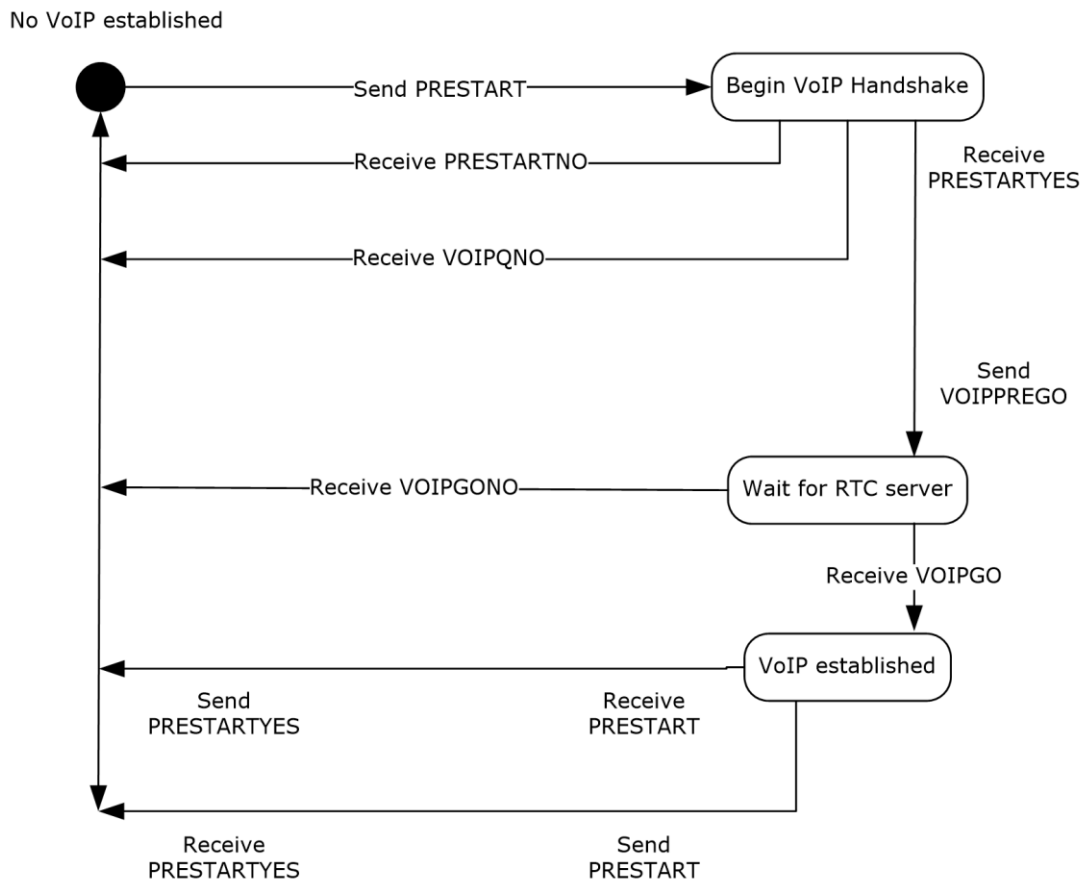 No VoIP established
Send PRESTART
Begin VoIP Handshake
Receive PRESTARTNO
Receive
PRESTARTYES
Receive VOIPQNO
Send
VOIPPREGO
Receive VOIPGONO
Wait for RTC server
Receive VOIPGO
VoIP established
Send
PRESTARTYES
Receive
PRESTART
Receive
PRESTARTYES
Send
PRESTART